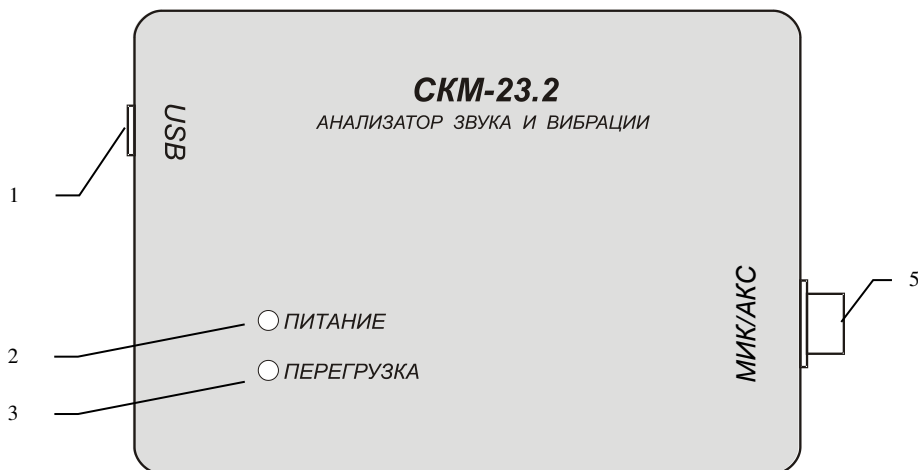 СКМ-23.2
АНАЛИЗАТОР ЗВУКА И ВИБРАЦИИ
USB
1
МИК/АКС
5
ПИТАНИЕ
2
ПЕРЕГРУЗКА
3